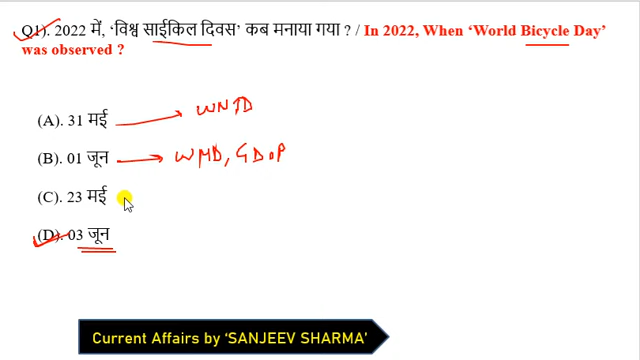 Q1). 2022 में, ‘विश्व साईकिल दिवस’ कब मनाया गया ? / In 2022, When ‘World Bicycle Day’
was observed ?
(A). 31 मई WNTD
(B). 01 जून WMD, GDOP
(C). 23 मई
(D). 03 जून
Current Affairs by ‘SANJEEV SHARMA’